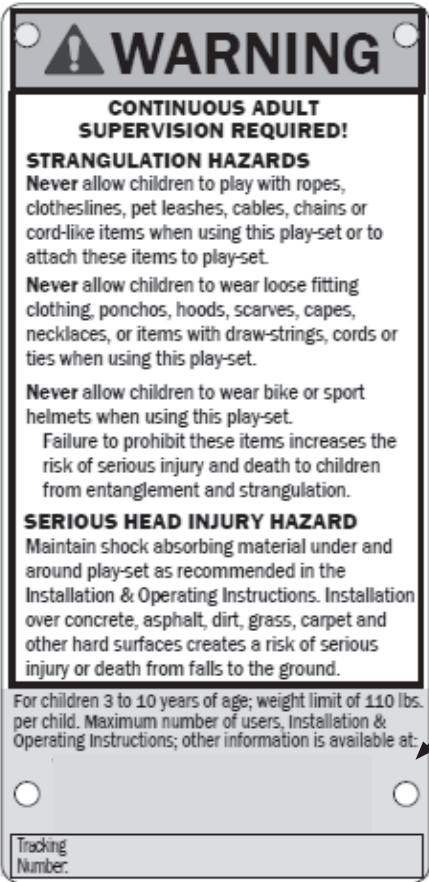 WARNING
CONTINUOUS ADULT
SUPERVISION REQUIRED!
STRANGULATION HAZARDS
Never allow children to play with ropes,
clotheslines, pet leashes, cables, chains or
cord-like items when using this play-set or to
attach these items to play-set.
Never allow children to wear loose fitting
clothing, ponchos, hoods, scarves, capes,
necklaces, or items with draw-strings, cords or
ties when using this play-set.
Never allow children to wear bike or sport
helmets when using this play-set.
Failure to prohibit these items increases the
risk of serious injury and death to children
from entanglement and strangulation.
SERIOUS HEAD INJURY HAZARD
Maintain shock absorbing material under and
around play-set as recommended in the
Installation & Operating Instructions. Installation
over concrete, asphalt, dirt, grass, carpet and
other hard surfaces creates a risk of serious
injury or death from falls to the ground.
For children 3 to 10 years of age; weight limit of 110 lbs.
per child. Maximum number of users, Installation &
Operating Instructions; other information is available at:
Tracking
Number: